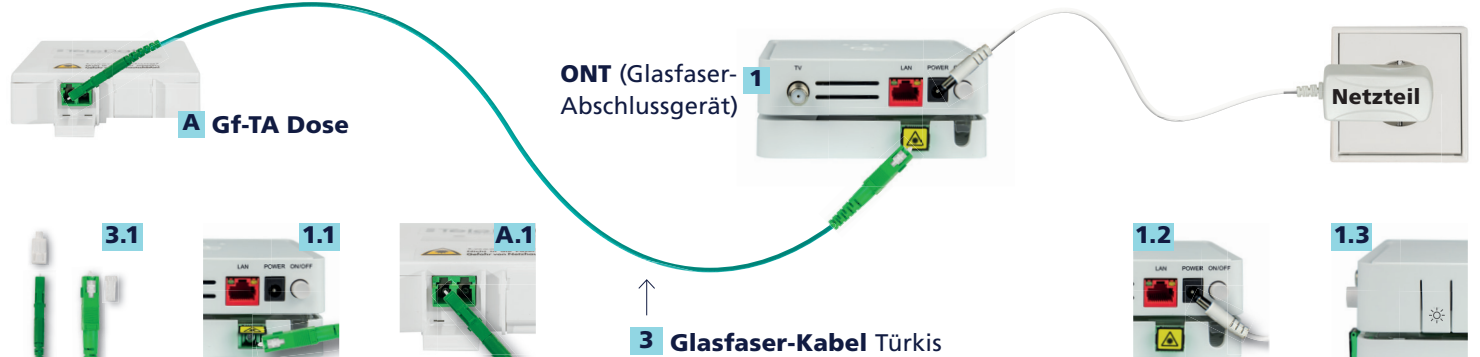 ONT (Glasfaser-
Abschlussgerät)
1
TV
LAN
POWER
Netzteil
A Gf-TA Dose
3.1
1.1
LAN POWER ON/OFF
A.1
1.2
LAN POWER ON/OFF
1.3
3 Glasfaser-Kabel Türkis